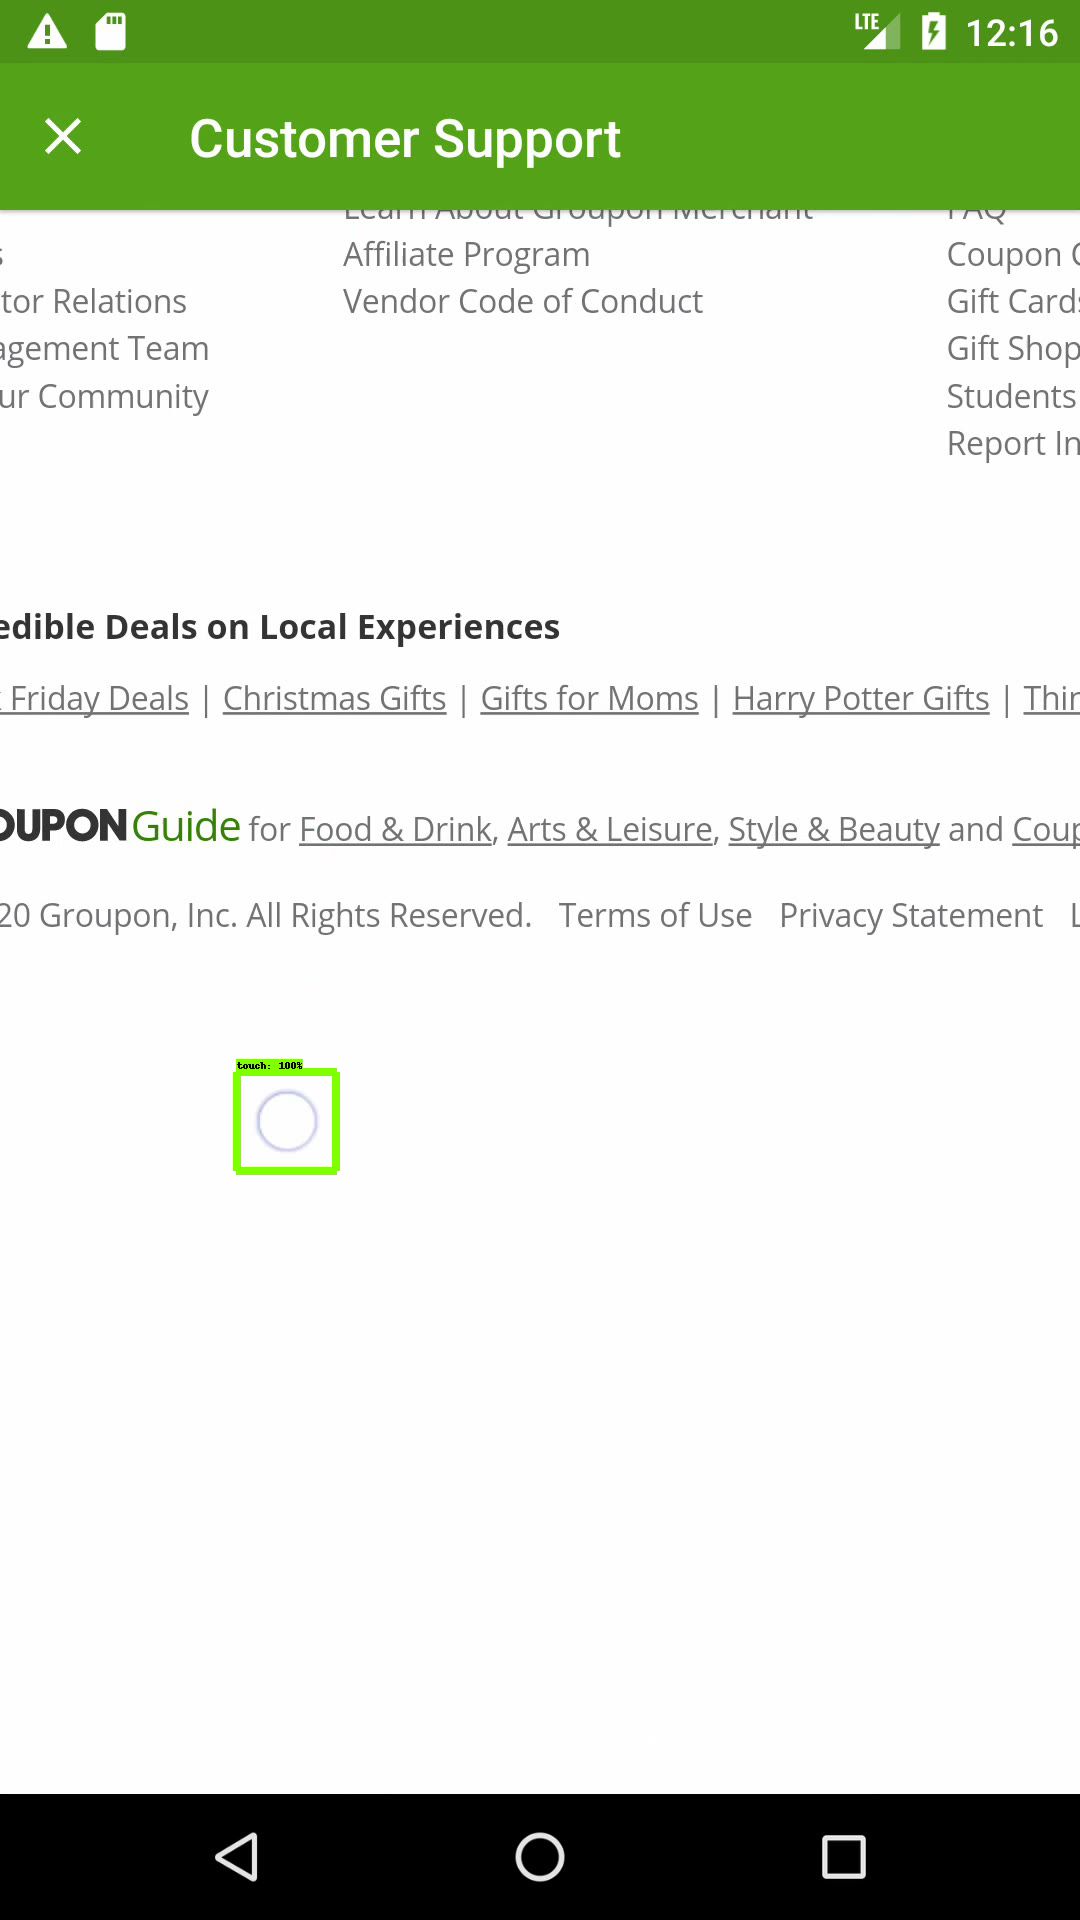 LTE 12:16
Customer Support
Learn About Groupon Merchant FAQ
s Affiliate Program Coupon C
tor Relations Vendor Code of Conduct Gift Cards
agement Team Gift Shop
ur Community Students
Report In
edible Deals on Local Experiences
Friday Deals | Christmas Gifts | Gifts for Moms | Harry Potter Gifts | Thin
OUPON Guide for Food & Drink, Arts & Leisure, Style & Beauty and Coup
20 Groupon, Inc. All Rights Reserved. Terms of Use Privacy Statement L
touch: 100%